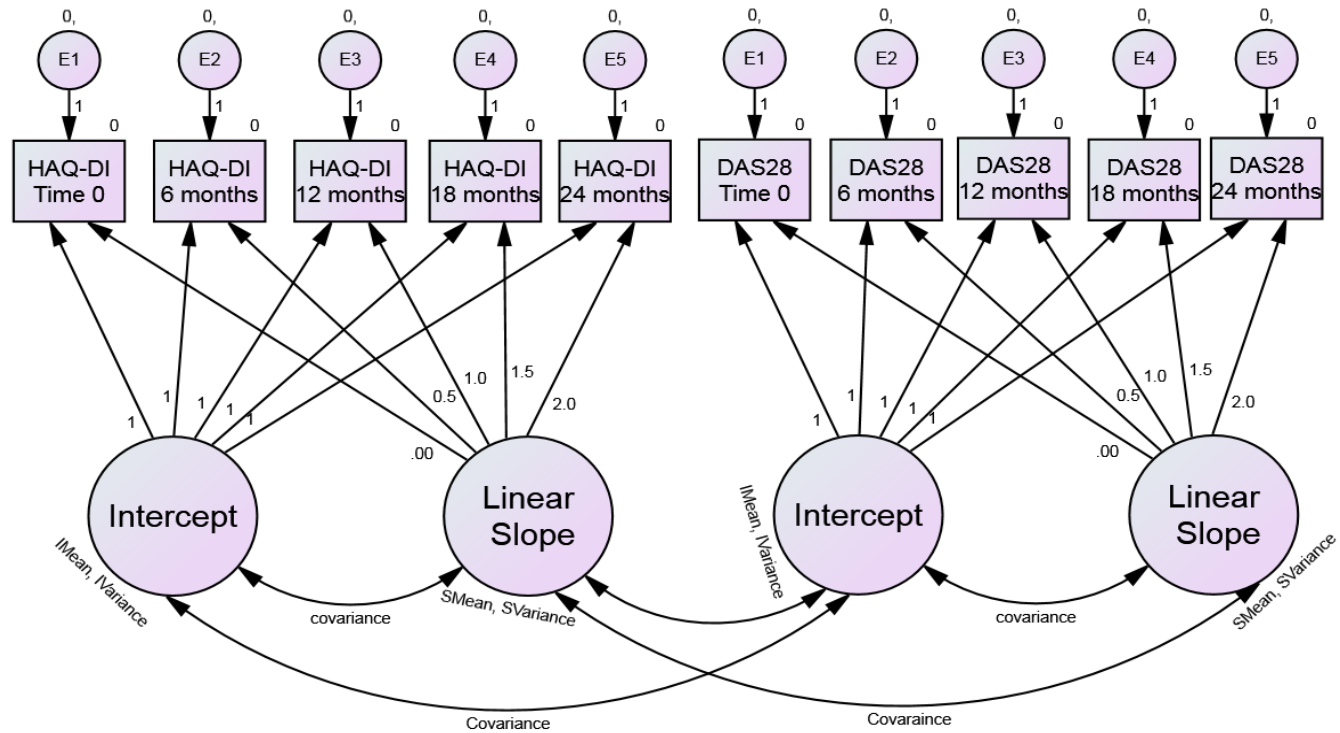 0, 0, 0, 0, 0, 0, 0, 0, 0, 0,
E1 E2 E3 E4 E5 E1 E2 E3 E4 E5
1 1 1 1 1 1 1 1 1 1
0 0 0 0 0 0 0 0 0 0
HAQ-DI
Time 0
HAQ-DI
6 months
HAQ-DI
12 months
HAQ-DI
18 months
HAQ-DI
24 months
DAS28
Time 0
DAS28
6 months
DAS28
12 months
DAS28
18 months
DAS28
24 months
1 1 1 1 1
.00 0.5 1.0 1.5 2.0
1 1 1 1 1
.00 0.5 1.0 1.5 2.0
Intercept
Linear
Slope
Intercept
Linear
Slope
IMean, IVariance
SMean, SVariance
IMean, IVariance
SMean, SVariance
covariance
covariance
Covariance
Covaraince